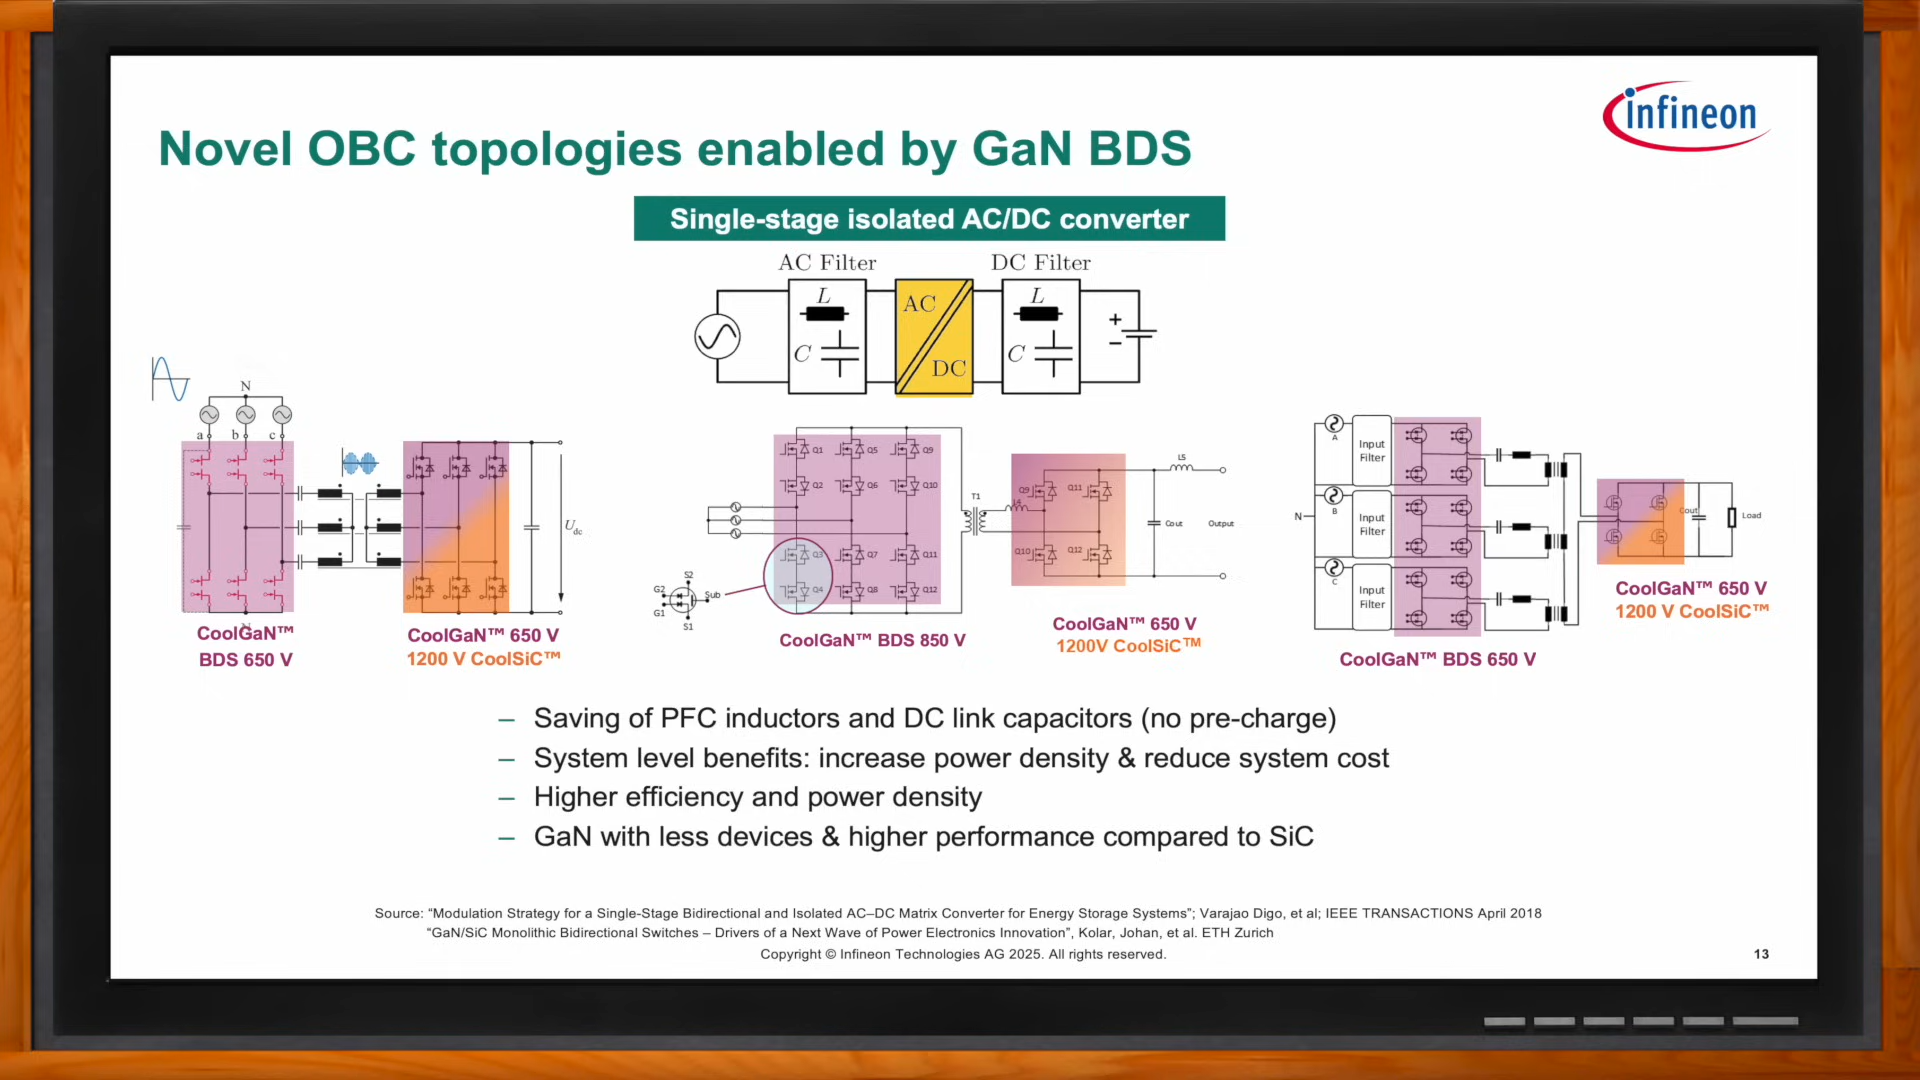 infineon
Novel OBC topologies enabled by GaN BDS
Single-stage isolated AC/DC converter
AC Filter
DC Filter
L
C
AC
DC
L
C
+
−
N
a b c
Udc
CoolGaN™
BDS 650 V
CoolGaN™ 650 V
1200 V CoolSiC™
Q1 Q5 Q9
Q2 Q6 Q10
Q3 Q7 Q11
Q4 Q8 Q12
S2
G2
Sub
G1
S1
T1
L5
Q9 Q11
Q10 Q12
Cout
Output
CoolGaN™ BDS 850 V
CoolGaN™ 650 V
1200V CoolSiC™
A
Input
Filter
N
B
Input
Filter
C
Input
Filter
Cout
Load
CoolGaN™ BDS 650 V
CoolGaN™ 650 V
1200 V CoolSiC™
– Saving of PFC inductors and DC link capacitors (no pre-charge)
– System level benefits: increase power density & reduce system cost
– Higher efficiency and power density
– GaN with less devices & higher performance compared to SiC
Source: “Modulation Strategy for a Single-Stage Bidirectional and Isolated AC–DC Matrix Converter for Energy Storage Systems”; Varajao Digo, et al; IEEE TRANSACTIONS April 2018
“GaN/SiC Monolithic Bidirectional Switches – Drivers of a Next Wave of Power Electronics Innovation”, Kolar, Johan, et al. ETH Zurich
Copyright © Infineon Technologies AG 2025. All rights reserved.
13